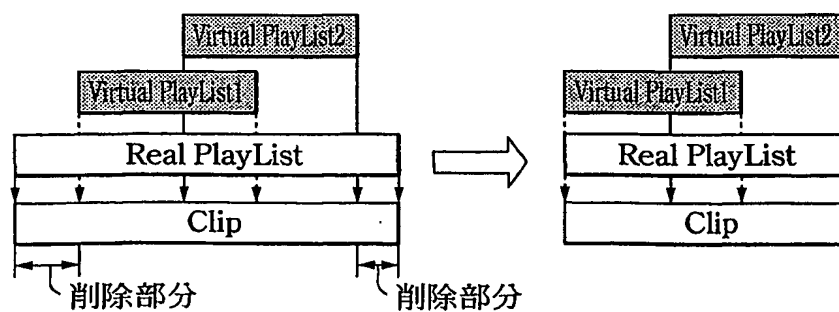 Virtual PlayList2
Virtual PlayList1
Real PlayList
Clip
削除部分
削除部分
Virtual PlayList2
Virtual PlayList1
Real PlayList
Clip